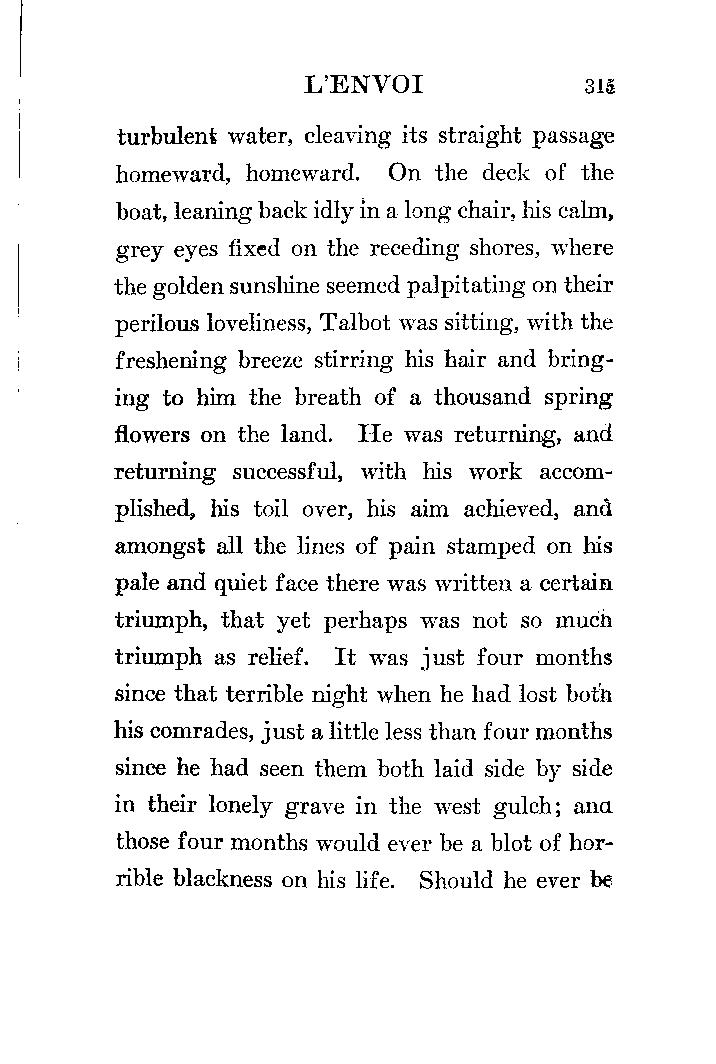 L'ENVOI 315
turbulent water, cleaving its straight passage
homeward, homeward. On the deck of the
boat, leaning back idly in a long chair, his calm,
grey eyes fixed on the receding shores, where
the golden sunshine seemed palpitating on their
perilous loveliness, Talbot was sitting, with the
freshening breeze stirring his hair and bring-
ing to him the breath of a thousand spring
flowers on the land. He was returning, and
returning successful, with his work accom-
plished, his toil over, his aim achieved, and
amongst all the lines of pain stamped on his
pale and quiet face there was written a certain
triumph, that yet perhaps was not so much
triumph as relief. It was just four months
since that terrible night when he had lost both
his comrades, just a little less than four months
since he had seen them both laid side by side
in their lonely grave in the west gulch; and
those four months would ever be a blot of hor-
rible blackness on his life. Should he ever be